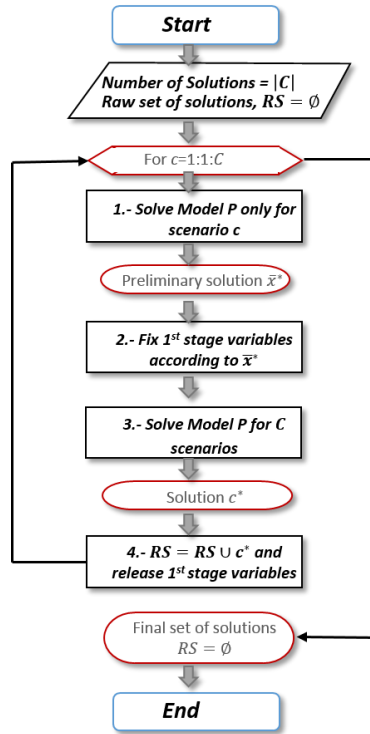 Start
Number of Solutions = |C|
Raw set of solutions, RS = ∅
For c=1:1:C
1.- Solve Model P only for
scenario c
Preliminary solution x̄*
2.- Fix 1st stage variables
according to x̄*
3.- Solve Model P for C
scenarios
Solution c*
4.- RS = RS ∪ c* and
release 1st stage variables
Final set of solutions
RS = ∅
End